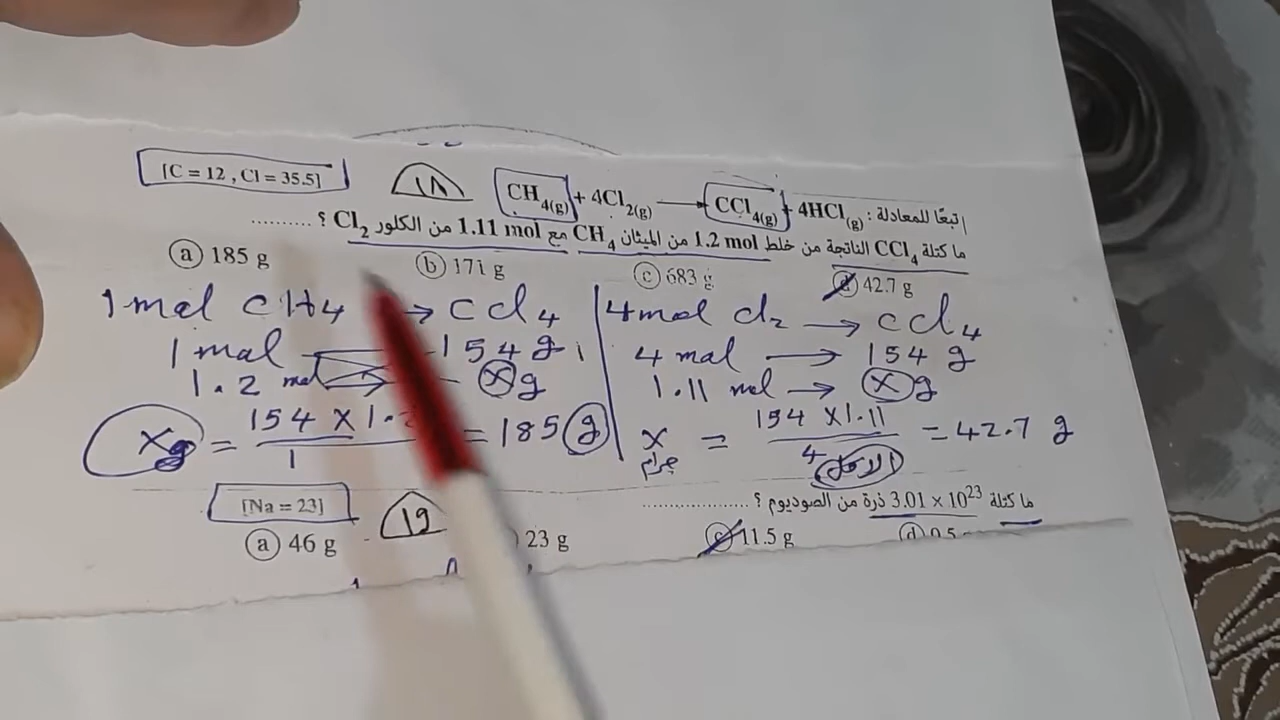 [C = 12 , Cl = 35.5]
١٨
تبعًا للمعادلة : CH4(g) + 4Cl2(g) → CCl4(g) + 4HCl(g)
ما كتلة CCl4 الناتجة من خلط 1.2 mol من الميثان CH4 مع 1.11 mol من الكلور Cl2 ؟ ..........
a 185 g b 171 g c 683 g d 42.7 g
1 mol CH4 → CCl4
1 mol 154 g
1.2 mol x g
xg = 154 x 1. / 1 = 185 g
4 mol Cl2 → CCl4
4 mol → 154 g
1.11 mol → x g
x جرام = 154 x 1.11 / 4 = 42.7 g
الأقل
[Na = 23]
19
ما كتلة 3.01 × 10²³ ذرة من الصوديوم ؟ ....................
a 46 g 23 g c 11.5 g d